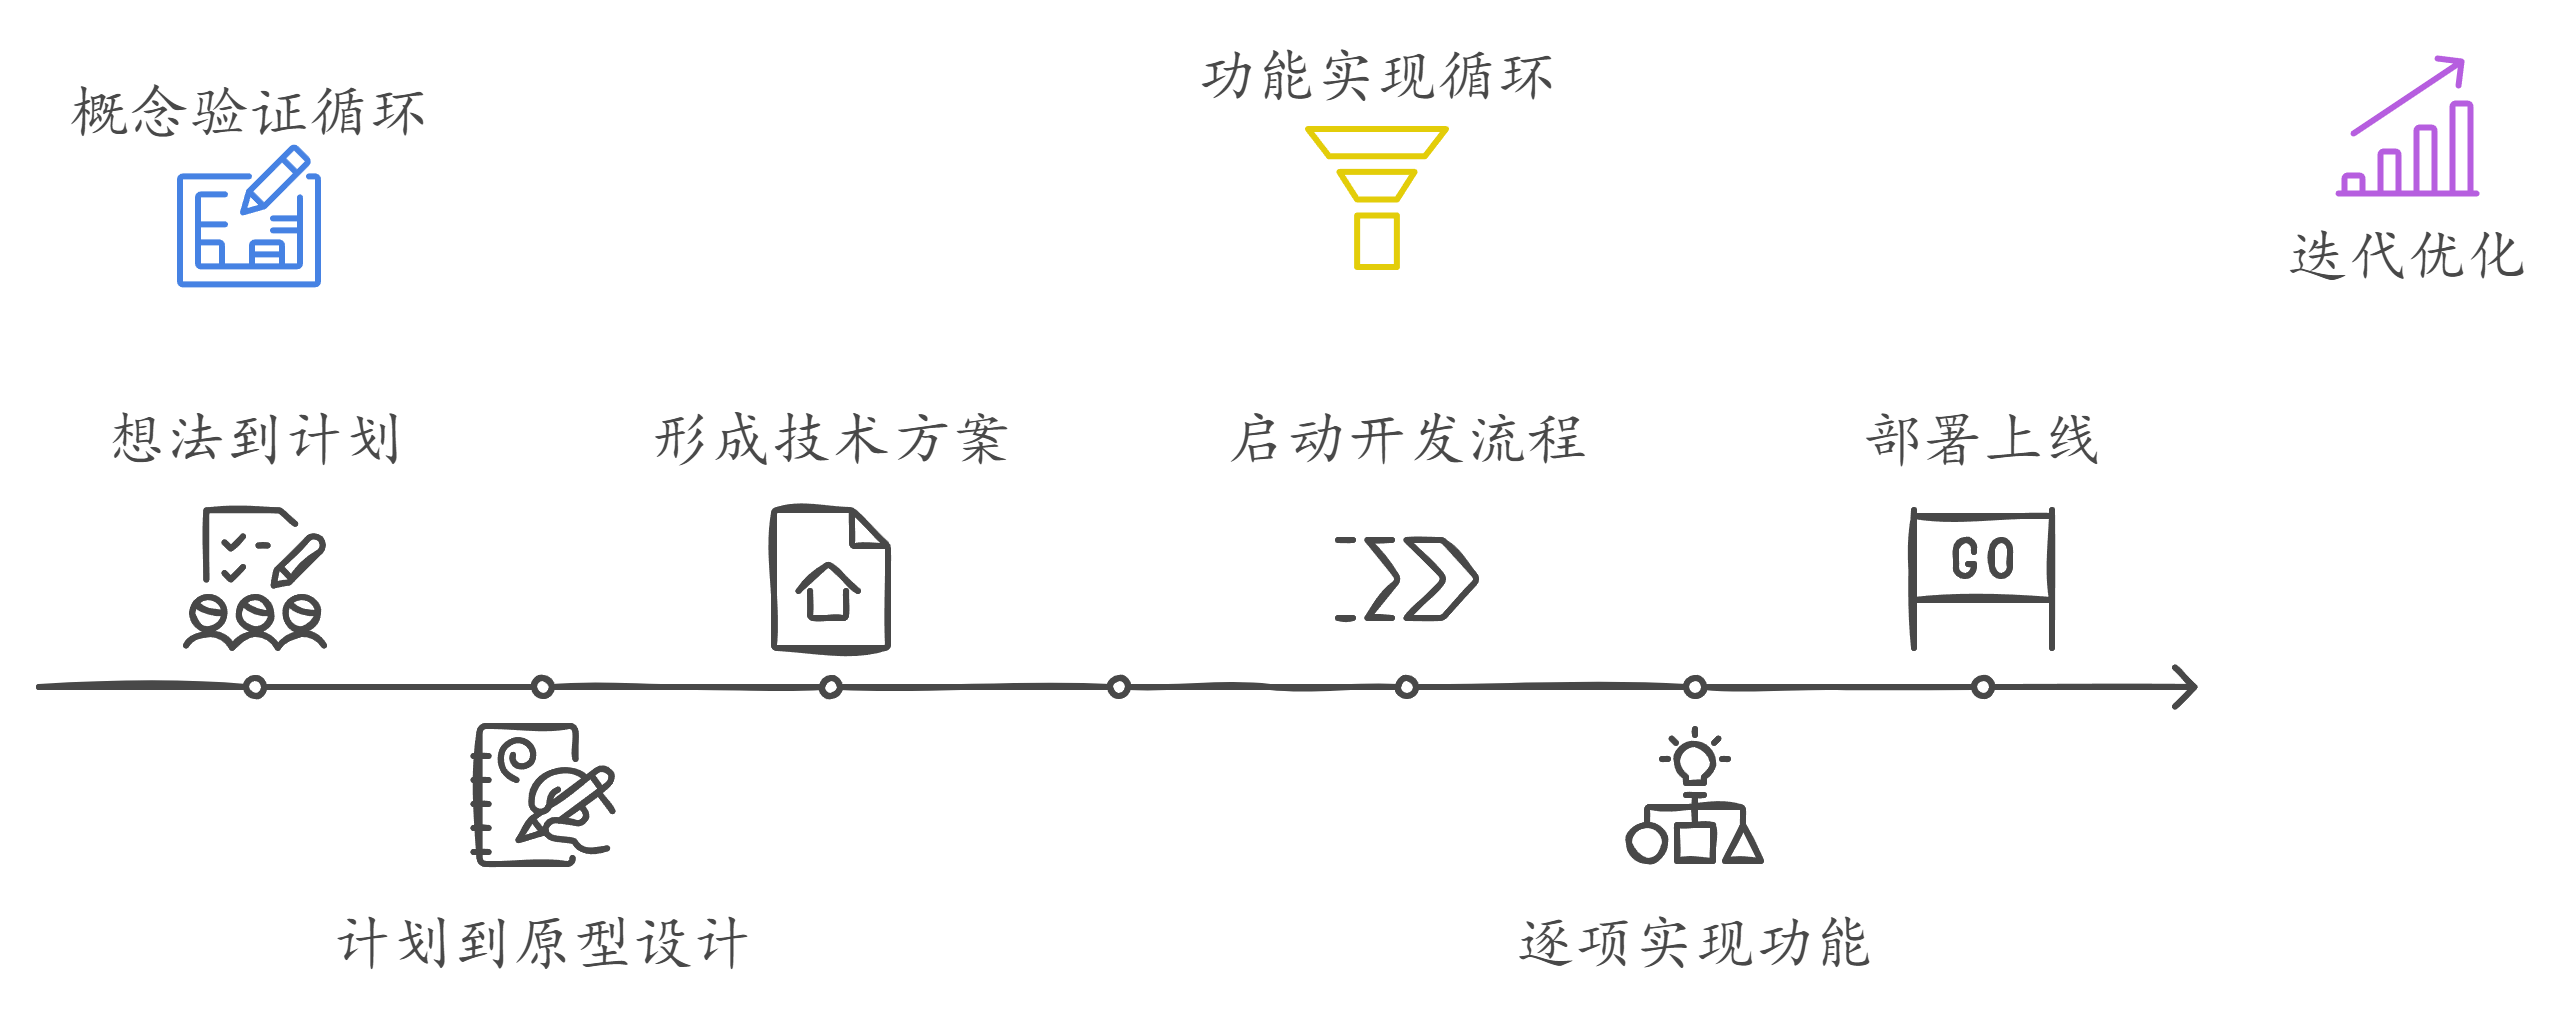 功能实现循环
概念验证循环
迭代优化
想法到计划
形成技术方案
启动开发流程
部署上线
GO
计划到原型设计
逐项实现功能